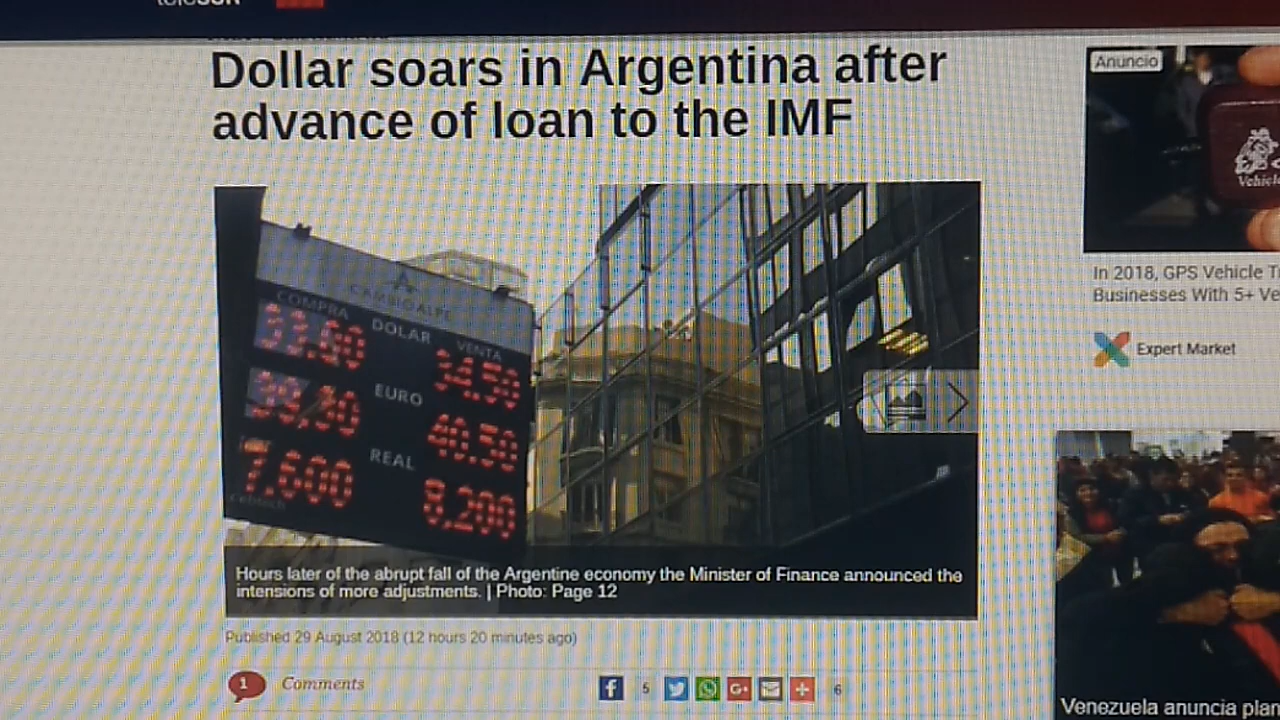 Dollar soars in Argentina after
advance of loan to the IMF
Anuncio
Vehicle
In 2018, GPS Vehicle
Businesses With 5+
Expert Market
CAMBIO ALPE
COMPRA DOLAR VENTA
34.50
EURO
40.50
REAL
7.600 8,200
Hours later of the abrupt fall of the Argentine economy the Minister of Finance announced the
intensions of more adjustments. | Photo: Page 12
Published 29 August 2018 (12 hours 20 minutes ago)
1 Comments
f 5 G+ 6
Venezuela anuncia plan